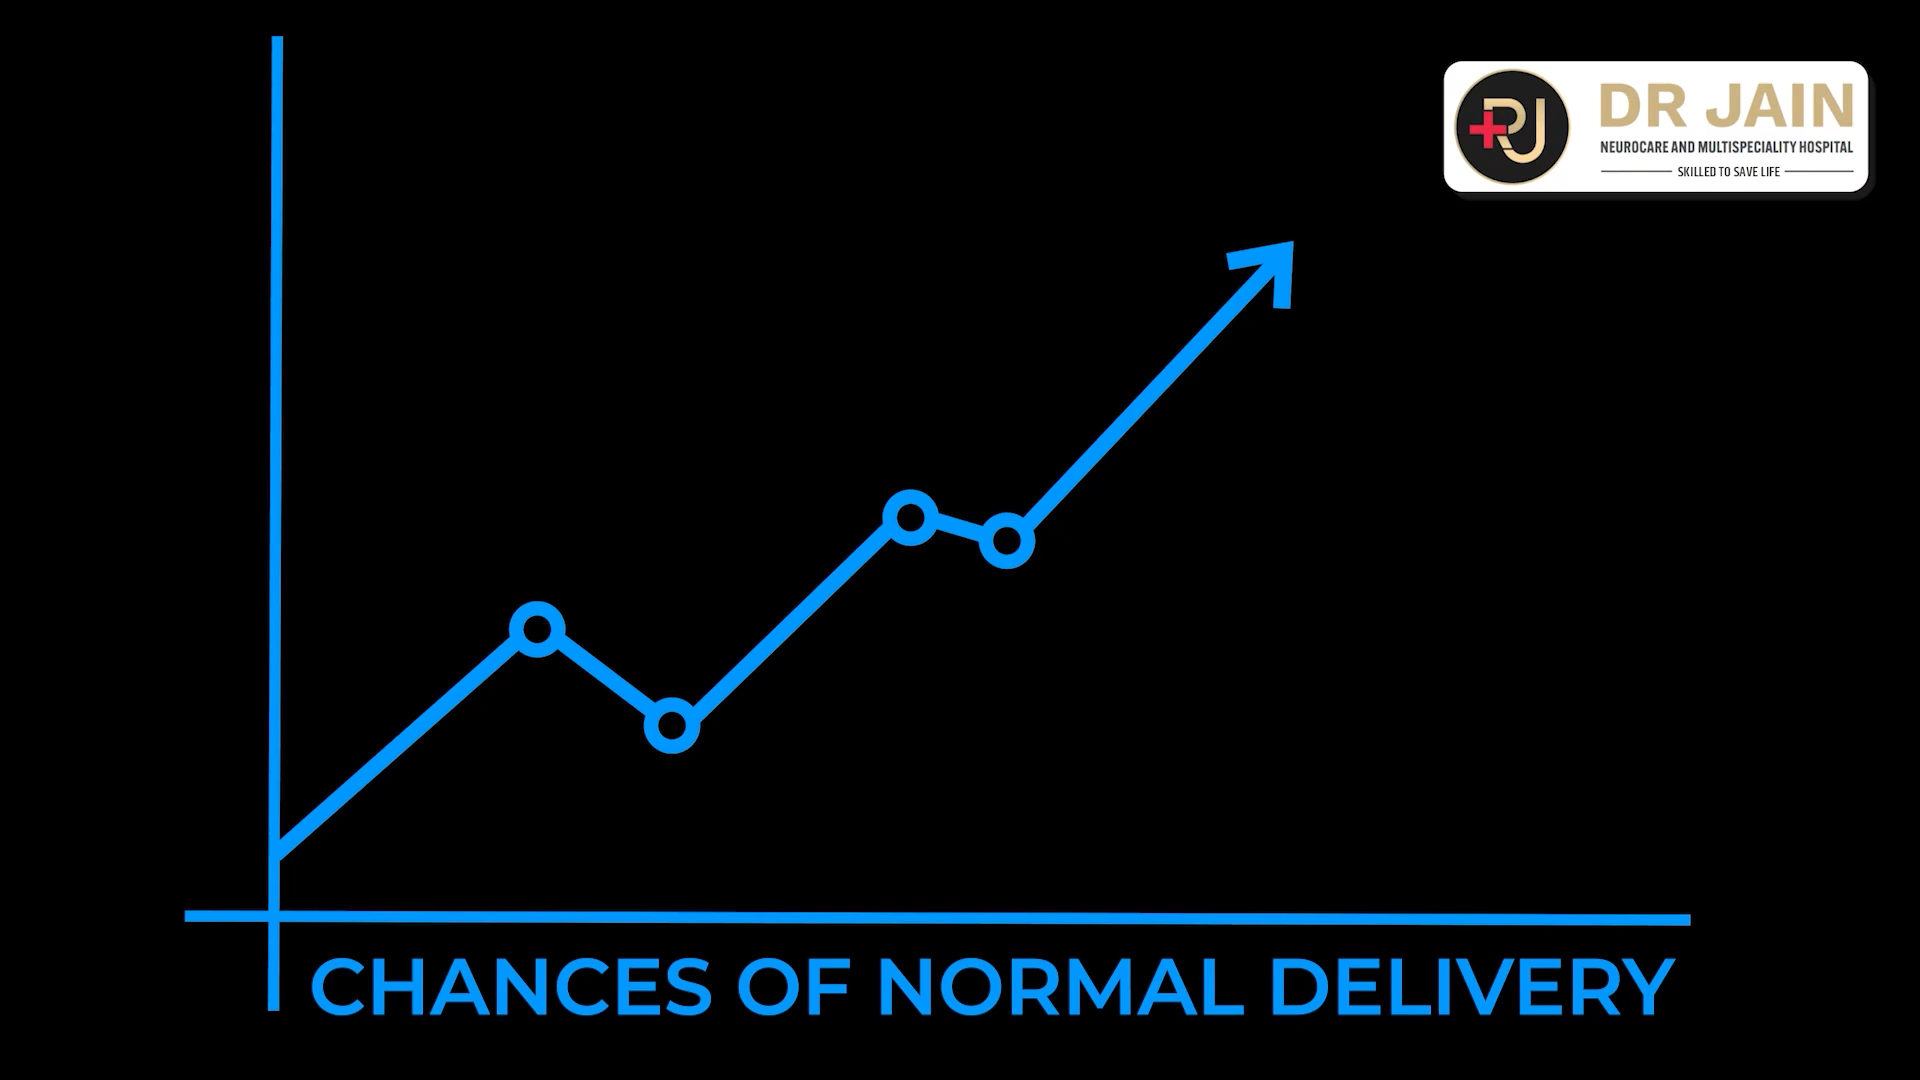 DR JAIN
NEUROCARE AND MULTISPECIALITY HOSPITAL
SKILLED TO SAVE LIFE
CHANCES OF NORMAL DELIVERY